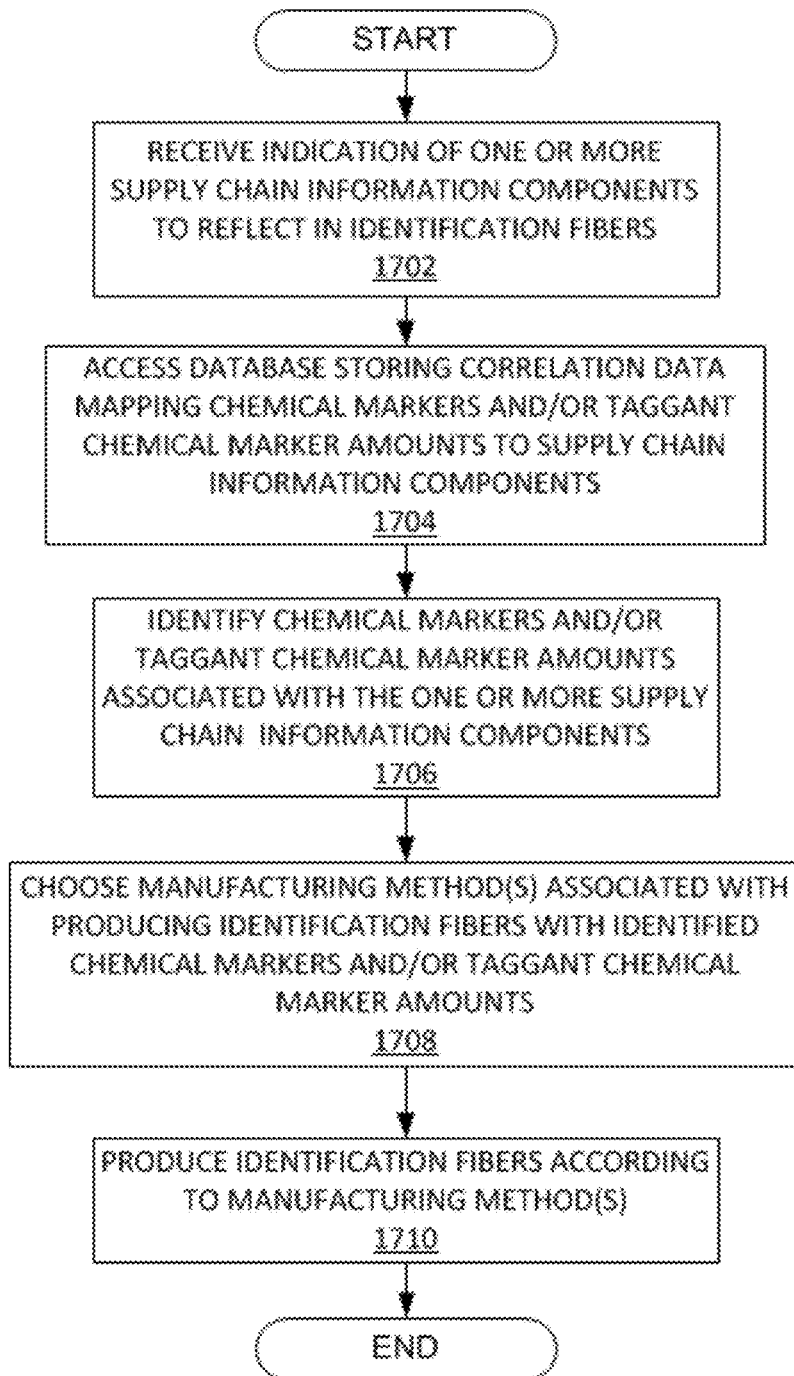 START
RECEIVE INDICATION OF ONE OR MORE
SUPPLY CHAIN INFORMATION COMPONENTS
TO REFLECT IN IDENTIFICATION FIBERS
1702
ACCESS DATABASE STORING CORRELATION DATA
MAPPING CHEMICAL MARKERS AND/OR TAGGANT
CHEMICAL MARKER AMOUNTS TO SUPPLY CHAIN
INFORMATION COMPONENTS
1704
IDENTIFY CHEMICAL MARKERS AND/OR
TAGGANT CHEMICAL MARKER AMOUNTS
ASSOCIATED WITH THE ONE OR MORE SUPPLY
CHAIN INFORMATION COMPONENTS
1706
CHOOSE MANUFACTURING METHOD(S) ASSOCIATED WITH
PRODUCING IDENTIFICATION FIBERS WITH IDENTIFIED
CHEMICAL MARKERS AND/OR TAGGANT CHEMICAL
MARKER AMOUNTS
1708
PRODUCE IDENTIFICATION FIBERS ACCORDING
TO MANUFACTURING METHOD(S)
1710
END